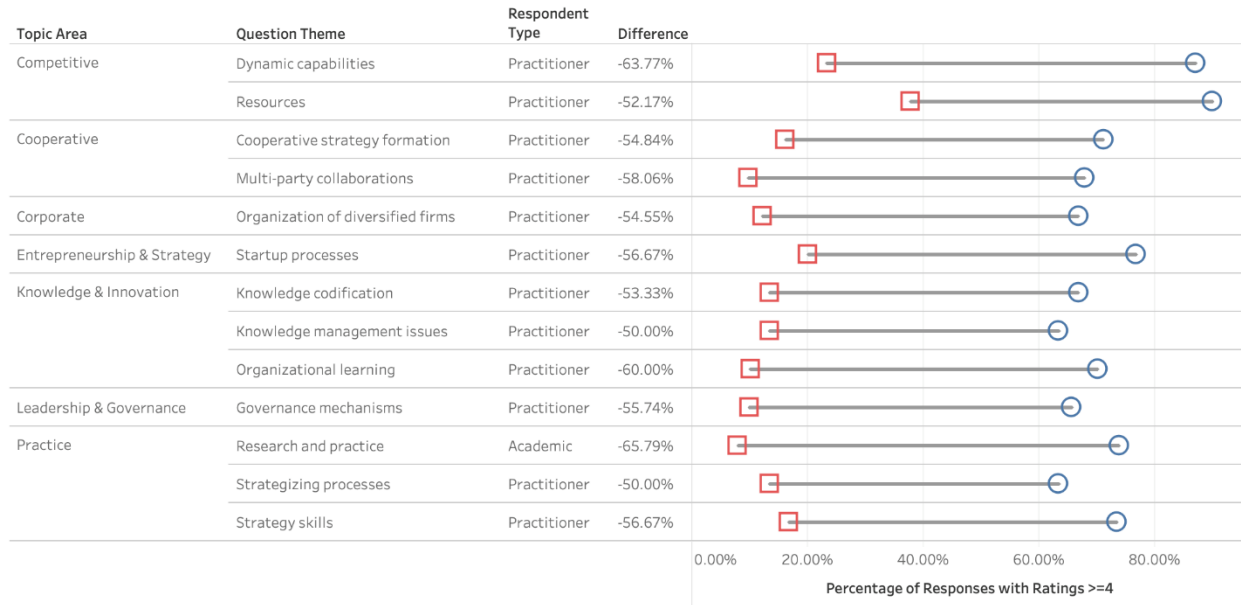 Topic Area Question Theme Respondent Type Difference
Competitive Dynamic capabilities Practitioner -63.77%
Resources Practitioner -52.17%
Cooperative Cooperative strategy formation Practitioner -54.84%
Multi-party collaborations Practitioner -58.06%
Corporate Organization of diversified firms Practitioner -54.55%
Entrepreneurship & Strategy Startup processes Practitioner -56.67%
Knowledge & Innovation Knowledge codification Practitioner -53.33%
Knowledge management issues Practitioner -50.00%
Organizational learning Practitioner -60.00%
Leadership & Governance Governance mechanisms Practitioner -55.74%
Practice Research and practice Academic -65.79%
Strategizing processes Practitioner -50.00%
Strategy skills Practitioner -56.67%
0.00% 20.00% 40.00% 60.00% 80.00%
Percentage of Responses with Ratings >=4